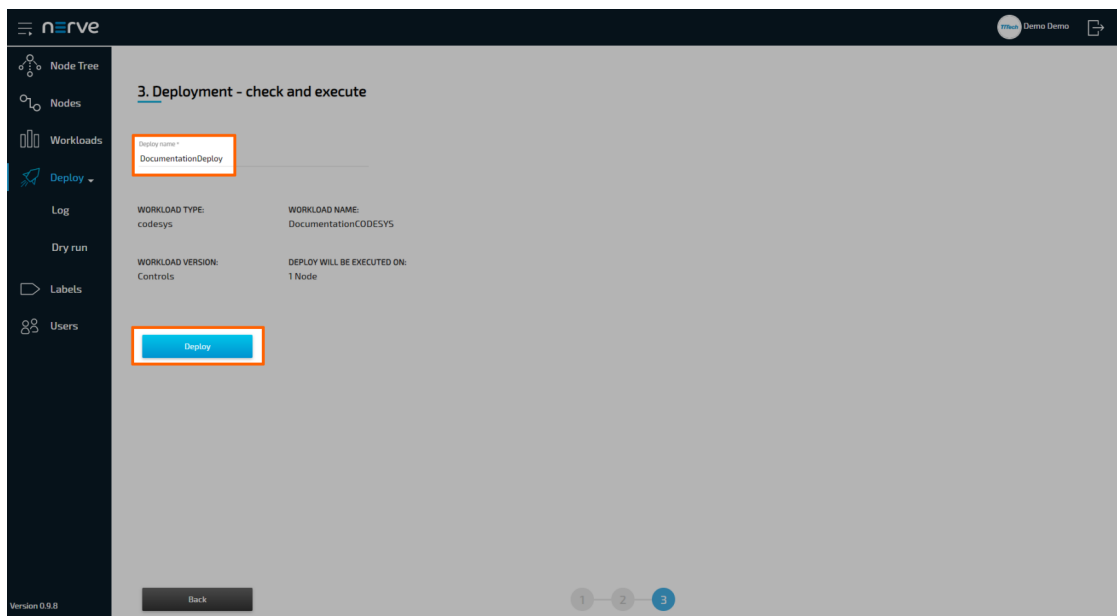 nerve
TTTech Demo Demo
Node Tree
Nodes
Workloads
Deploy
Log
Dry run
Labels
Users
Version 0.9.8
3. Deployment - check and execute
Deploy name *
DocumentationDeploy
WORKLOAD TYPE: WORKLOAD NAME:
codesys DocumentationCODESYS
WORKLOAD VERSION: DEPLOY WILL BE EXECUTED ON:
Controls 1 Node
Deploy
Back
1 2 3